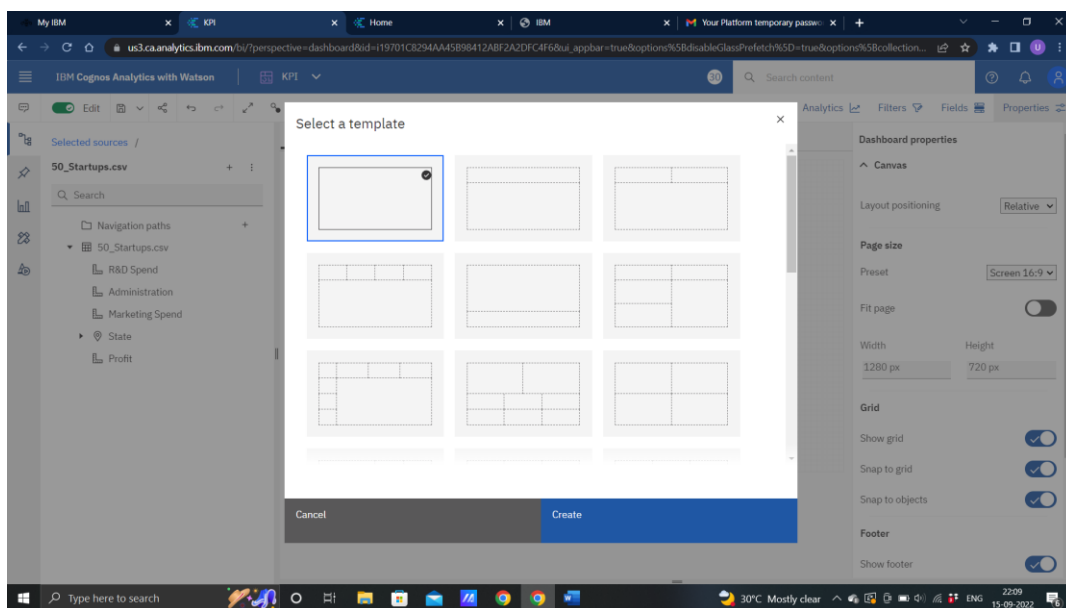 My IBM
KPI
Home
IBM
Your Platform temporary passwo
us3.ca.analytics.ibm.com/bi/?perspective=dashboard&id=i19701C8294AA45B98412ABF2A2DFC4F6&ui_appbar=true&options%5BdisableGlassPrefetch%5D=true&options%5Bcollection...
U
IBM Cognos Analytics with Watson
KPI
30
Search content
Edit
Analytics
Filters
Fields
Properties
Selected sources /
50_Startups.csv
Search
Navigation paths
50_Startups.csv
R&D Spend
Administration
Marketing Spend
State
Profit
Select a template
Cancel
Create
Dashboard properties
Canvas
Layout positioning
Relative
Page size
Preset
Screen 16:9
Fit page
Width
Height
1280 px
720 px
Grid
Show grid
Snap to grid
Snap to objects
Footer
Show footer
Type here to search
30°C Mostly clear
ENG
22:09
15-09-2022
6